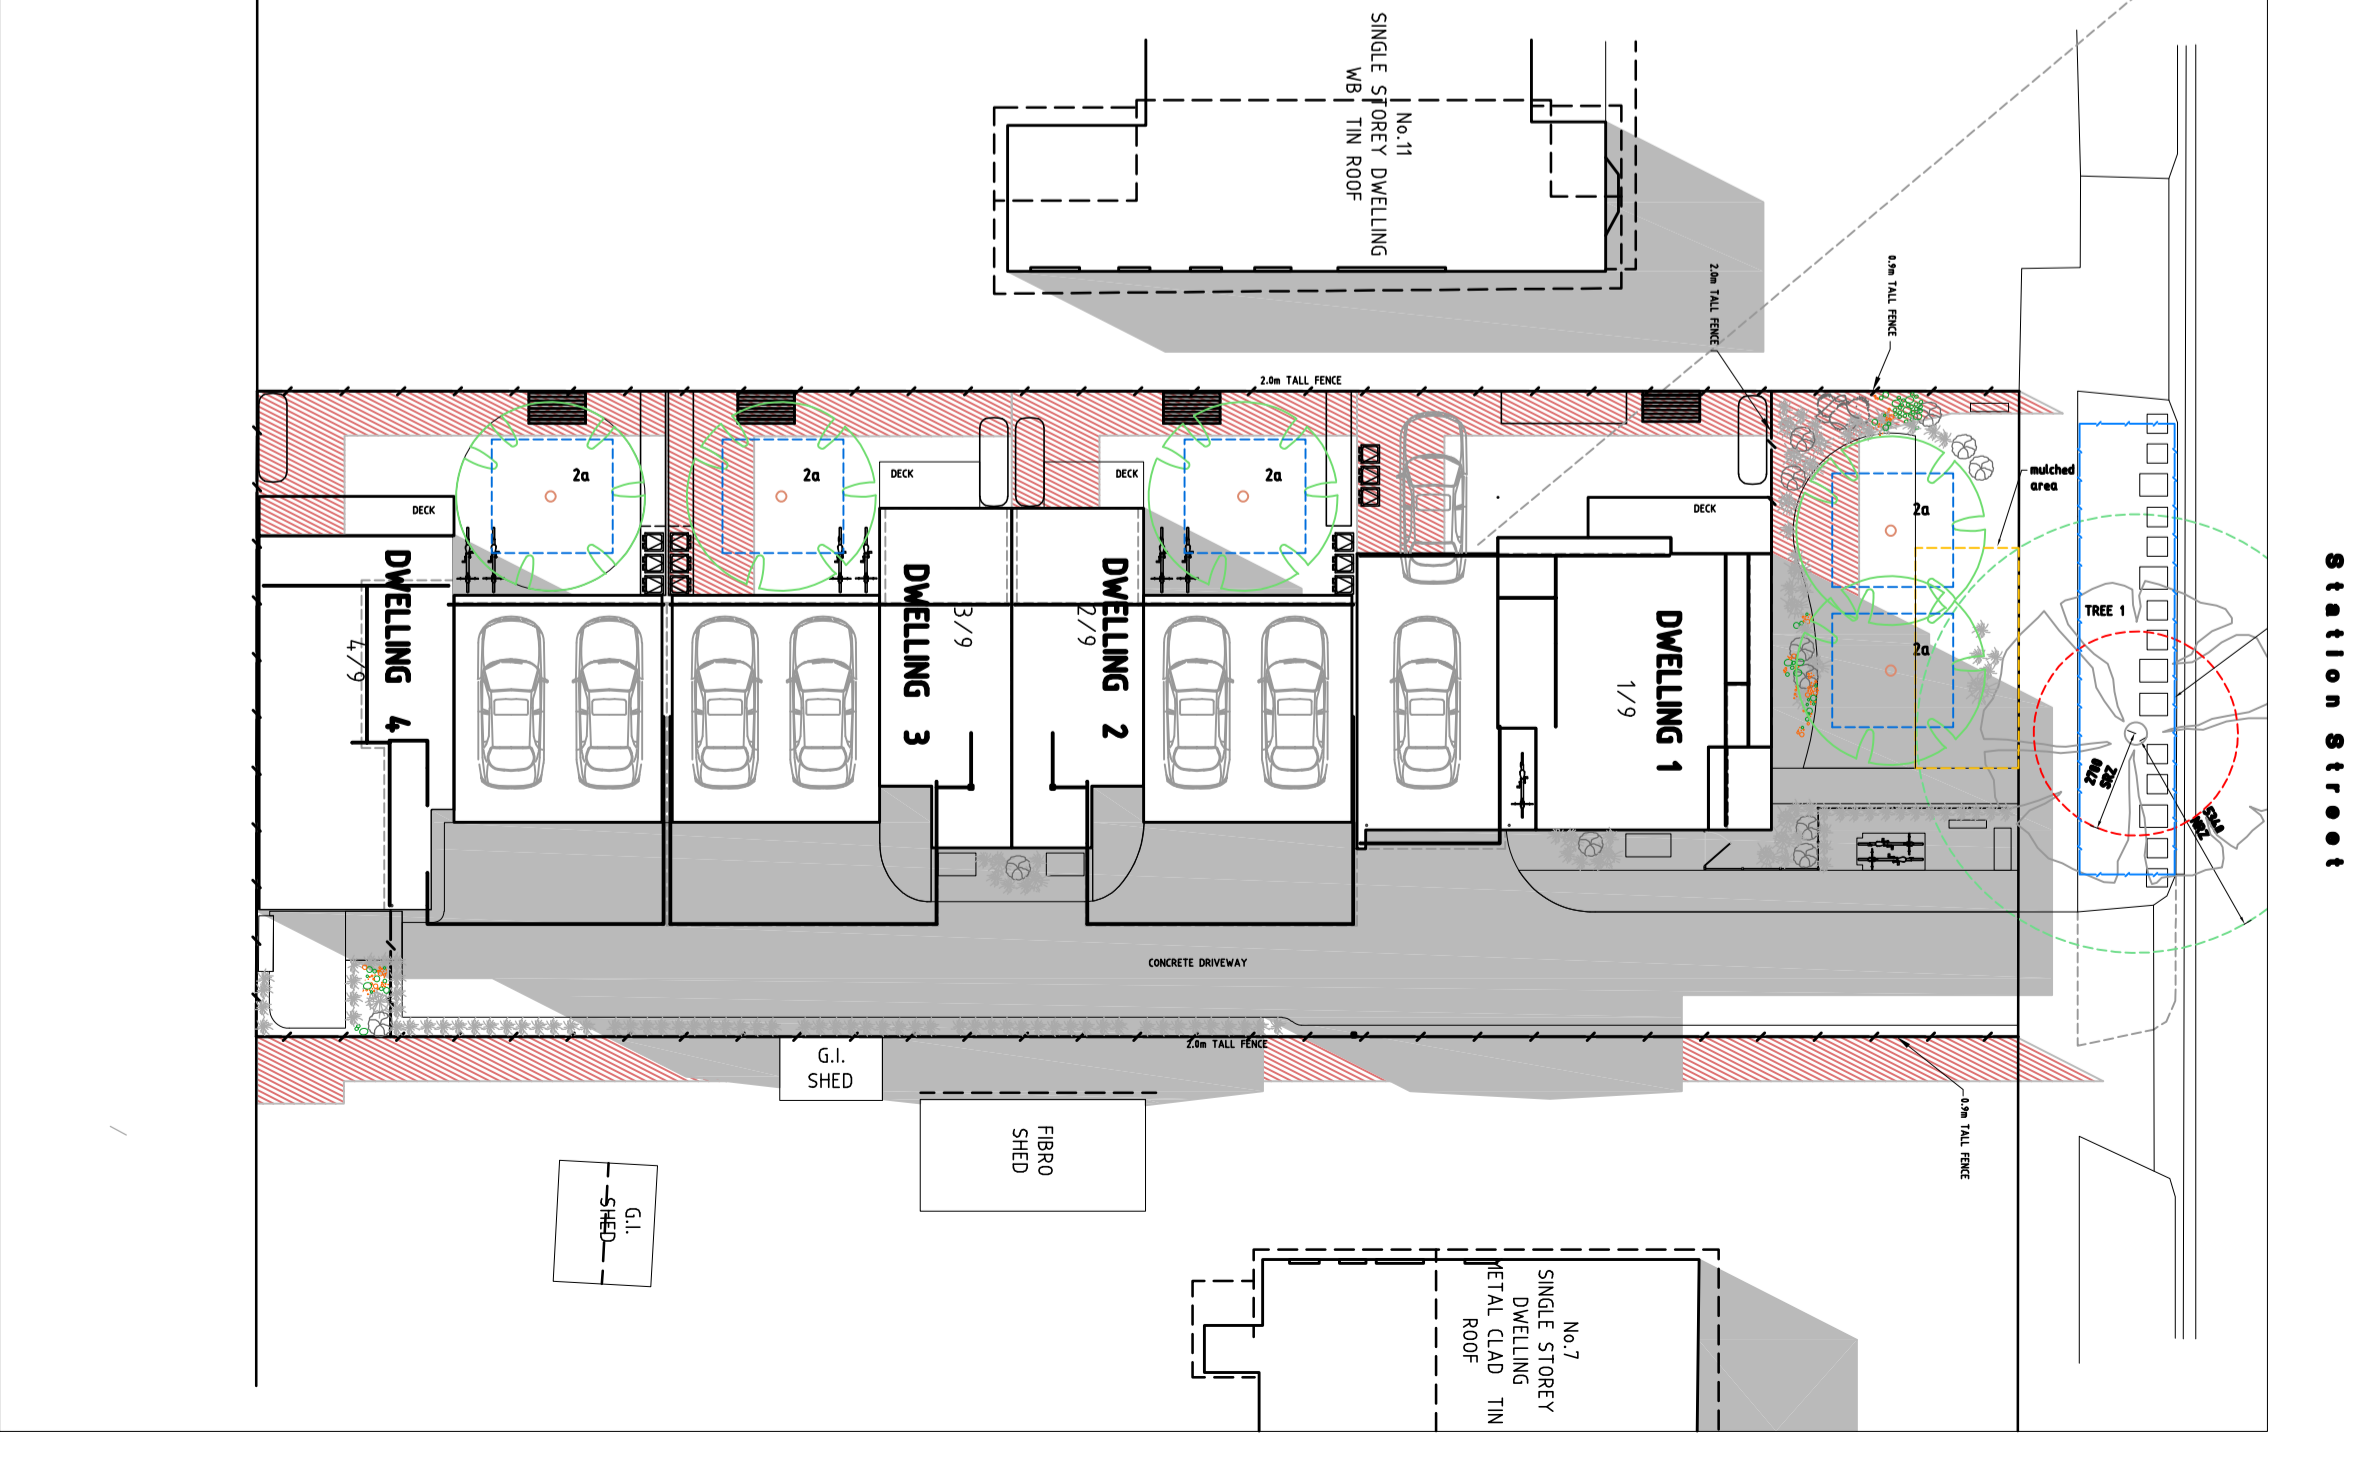 No.11
SINGLE STOREY DWELLING
WB TIN ROOF
2.0m TALL FENCE
0.9m TALL FENCE
2.0m TALL FENCE
2a
2a
2a
2a
2a
DECK
DECK
DECK
DECK
mulched
area
TREE 1
2700
SRZ
Station Street
DWELLING 4
4/9
DWELLING 3
3/9
DWELLING 2
2/9
DWELLING 1
1/9
CONCRETE DRIVEWAY
2.0m TALL FENCE
0.9m TALL FENCE
G.I.
SHED
FIBRO
SHED
G.I.
SHED
No.7
SINGLE STOREY
DWELLING
METAL CLAD TIN
ROOF